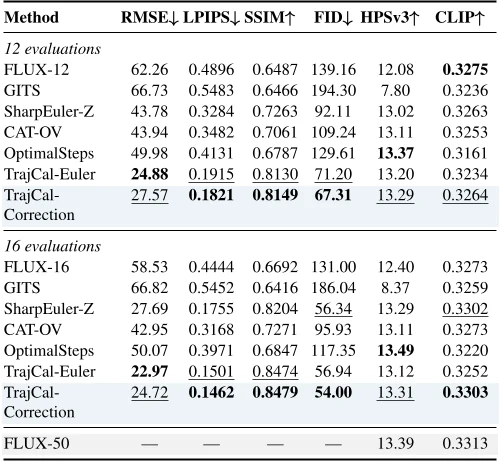 Method RMSE↓ LPIPS↓ SSIM↑ FID↓ HPSv3↑ CLIP↑
12 evaluations
FLUX-12 62.26 0.4896 0.6487 139.16 12.08 0.3275
GITS 66.73 0.5483 0.6466 194.30 7.80 0.3236
SharpEuler-Z 43.78 0.3284 0.7263 92.11 13.02 0.3263
CAT-OV 43.94 0.3482 0.7061 109.24 13.11 0.3253
OptimalSteps 49.98 0.4131 0.6787 129.61 13.37 0.3161
TrajCal-Euler 24.88 0.1915 0.8130 71.20 13.20 0.3234
TrajCal- 27.57 0.1821 0.8149 67.31 13.29 0.3264
Correction
16 evaluations
FLUX-16 58.53 0.4444 0.6692 131.00 12.40 0.3273
GITS 66.82 0.5452 0.6416 186.04 8.37 0.3259
SharpEuler-Z 27.69 0.1755 0.8204 56.34 13.29 0.3302
CAT-OV 42.95 0.3168 0.7271 95.93 13.11 0.3273
OptimalSteps 50.07 0.3971 0.6847 117.35 13.49 0.3220
TrajCal-Euler 22.97 0.1501 0.8474 56.94 13.12 0.3252
TrajCal- 24.72 0.1462 0.8479 54.00 13.31 0.3303
Correction
FLUX-50 — — — — 13.39 0.3313